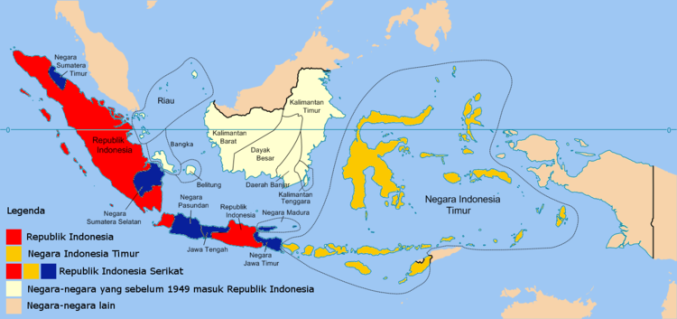 Negara
Sumatera
Timur
Riau
Kalimantan
Timur
Republik
Indonesia
Bangka
Kalimantan
Barat
Dayak
Besar
Belitung
Daerah Banjar
Kalimantan
Tenggara
Negara
Sumatera Selatan
Negara
Pasundan
Republik
Indonesia
Negara Madura
Jawa Tengah
Negara
Jawa Timur
Negara Indonesia
Timur
0
0
Legenda
Republik Indonesia
Negara Indonesia Timur
Republik Indonesia Serikat
Negara-negara yang sebelum 1949 masuk Republik Indonesia
Negara-negara lain